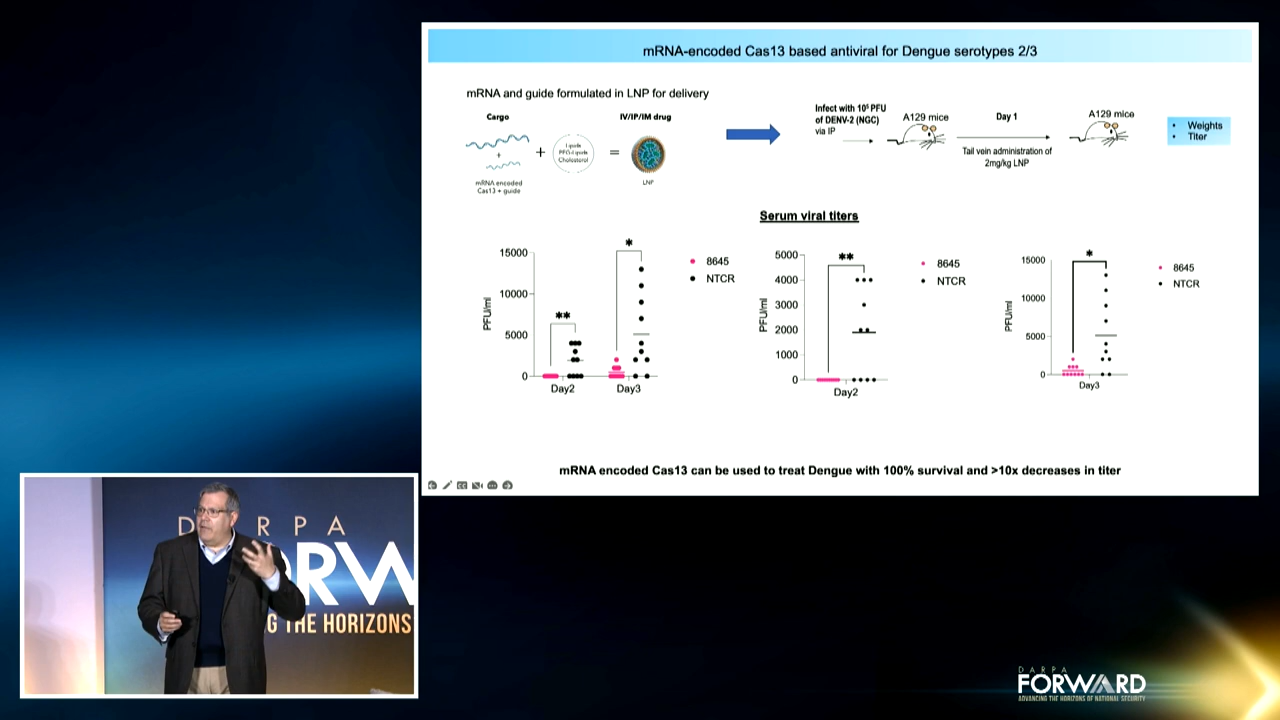 mRNA-encoded Cas13 based antiviral for Dengue serotypes 2/3
mRNA and guide formulated in LNP for delivery
Cargo
IV/IP/IM drug
+
+
=
mRNA encoded
Cas13 + guide
Cholesterol
LNP
Infect with 10⁵ PFU
of DENV-2 (NGC)
via IP
A129 mice
Day 1
Tail vein administration of
2mg/kg LNP
A129 mice
• Weights
• Titer
Serum viral titers
PFU/ml
15000
10000
5000
0
**
*
Day2
Day3
8645
NTCR
PFU/ml
5000
4000
3000
2000
1000
0
**
Day2
8645
NTCR
PFU/ml
15000
10000
5000
0
*
Day3
8645
NTCR
mRNA encoded Cas13 can be used to treat Dengue with 100% survival and >10x decreases in titer
D RPA
ORW
G THE HORIZONS
DARPA
FORWARD
ADVANCING THE HORIZONS OF NATIONAL SECURITY